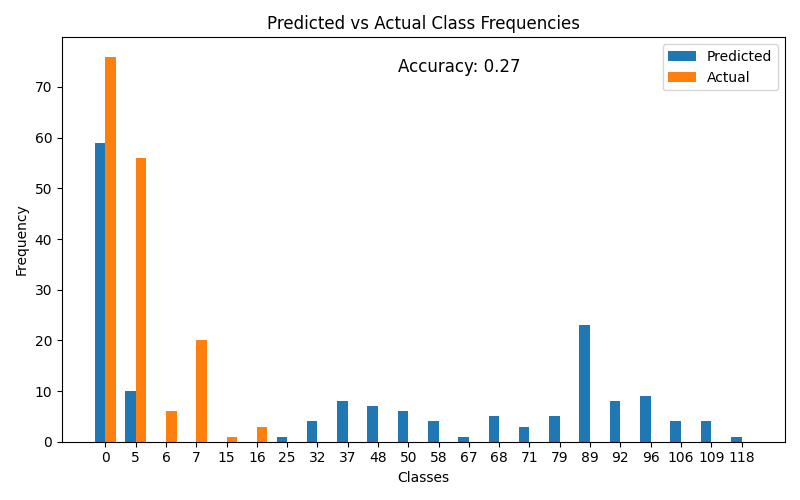 Predicted vs Actual Class Frequencies
Accuracy: 0.27
Predicted
Actual
Frequency
70
60
50
40
30
20
10
0
0 5 6 7 15 16 25 32 37 48 50 58 67 68 71 79 89 92 96 106 109 118
Classes